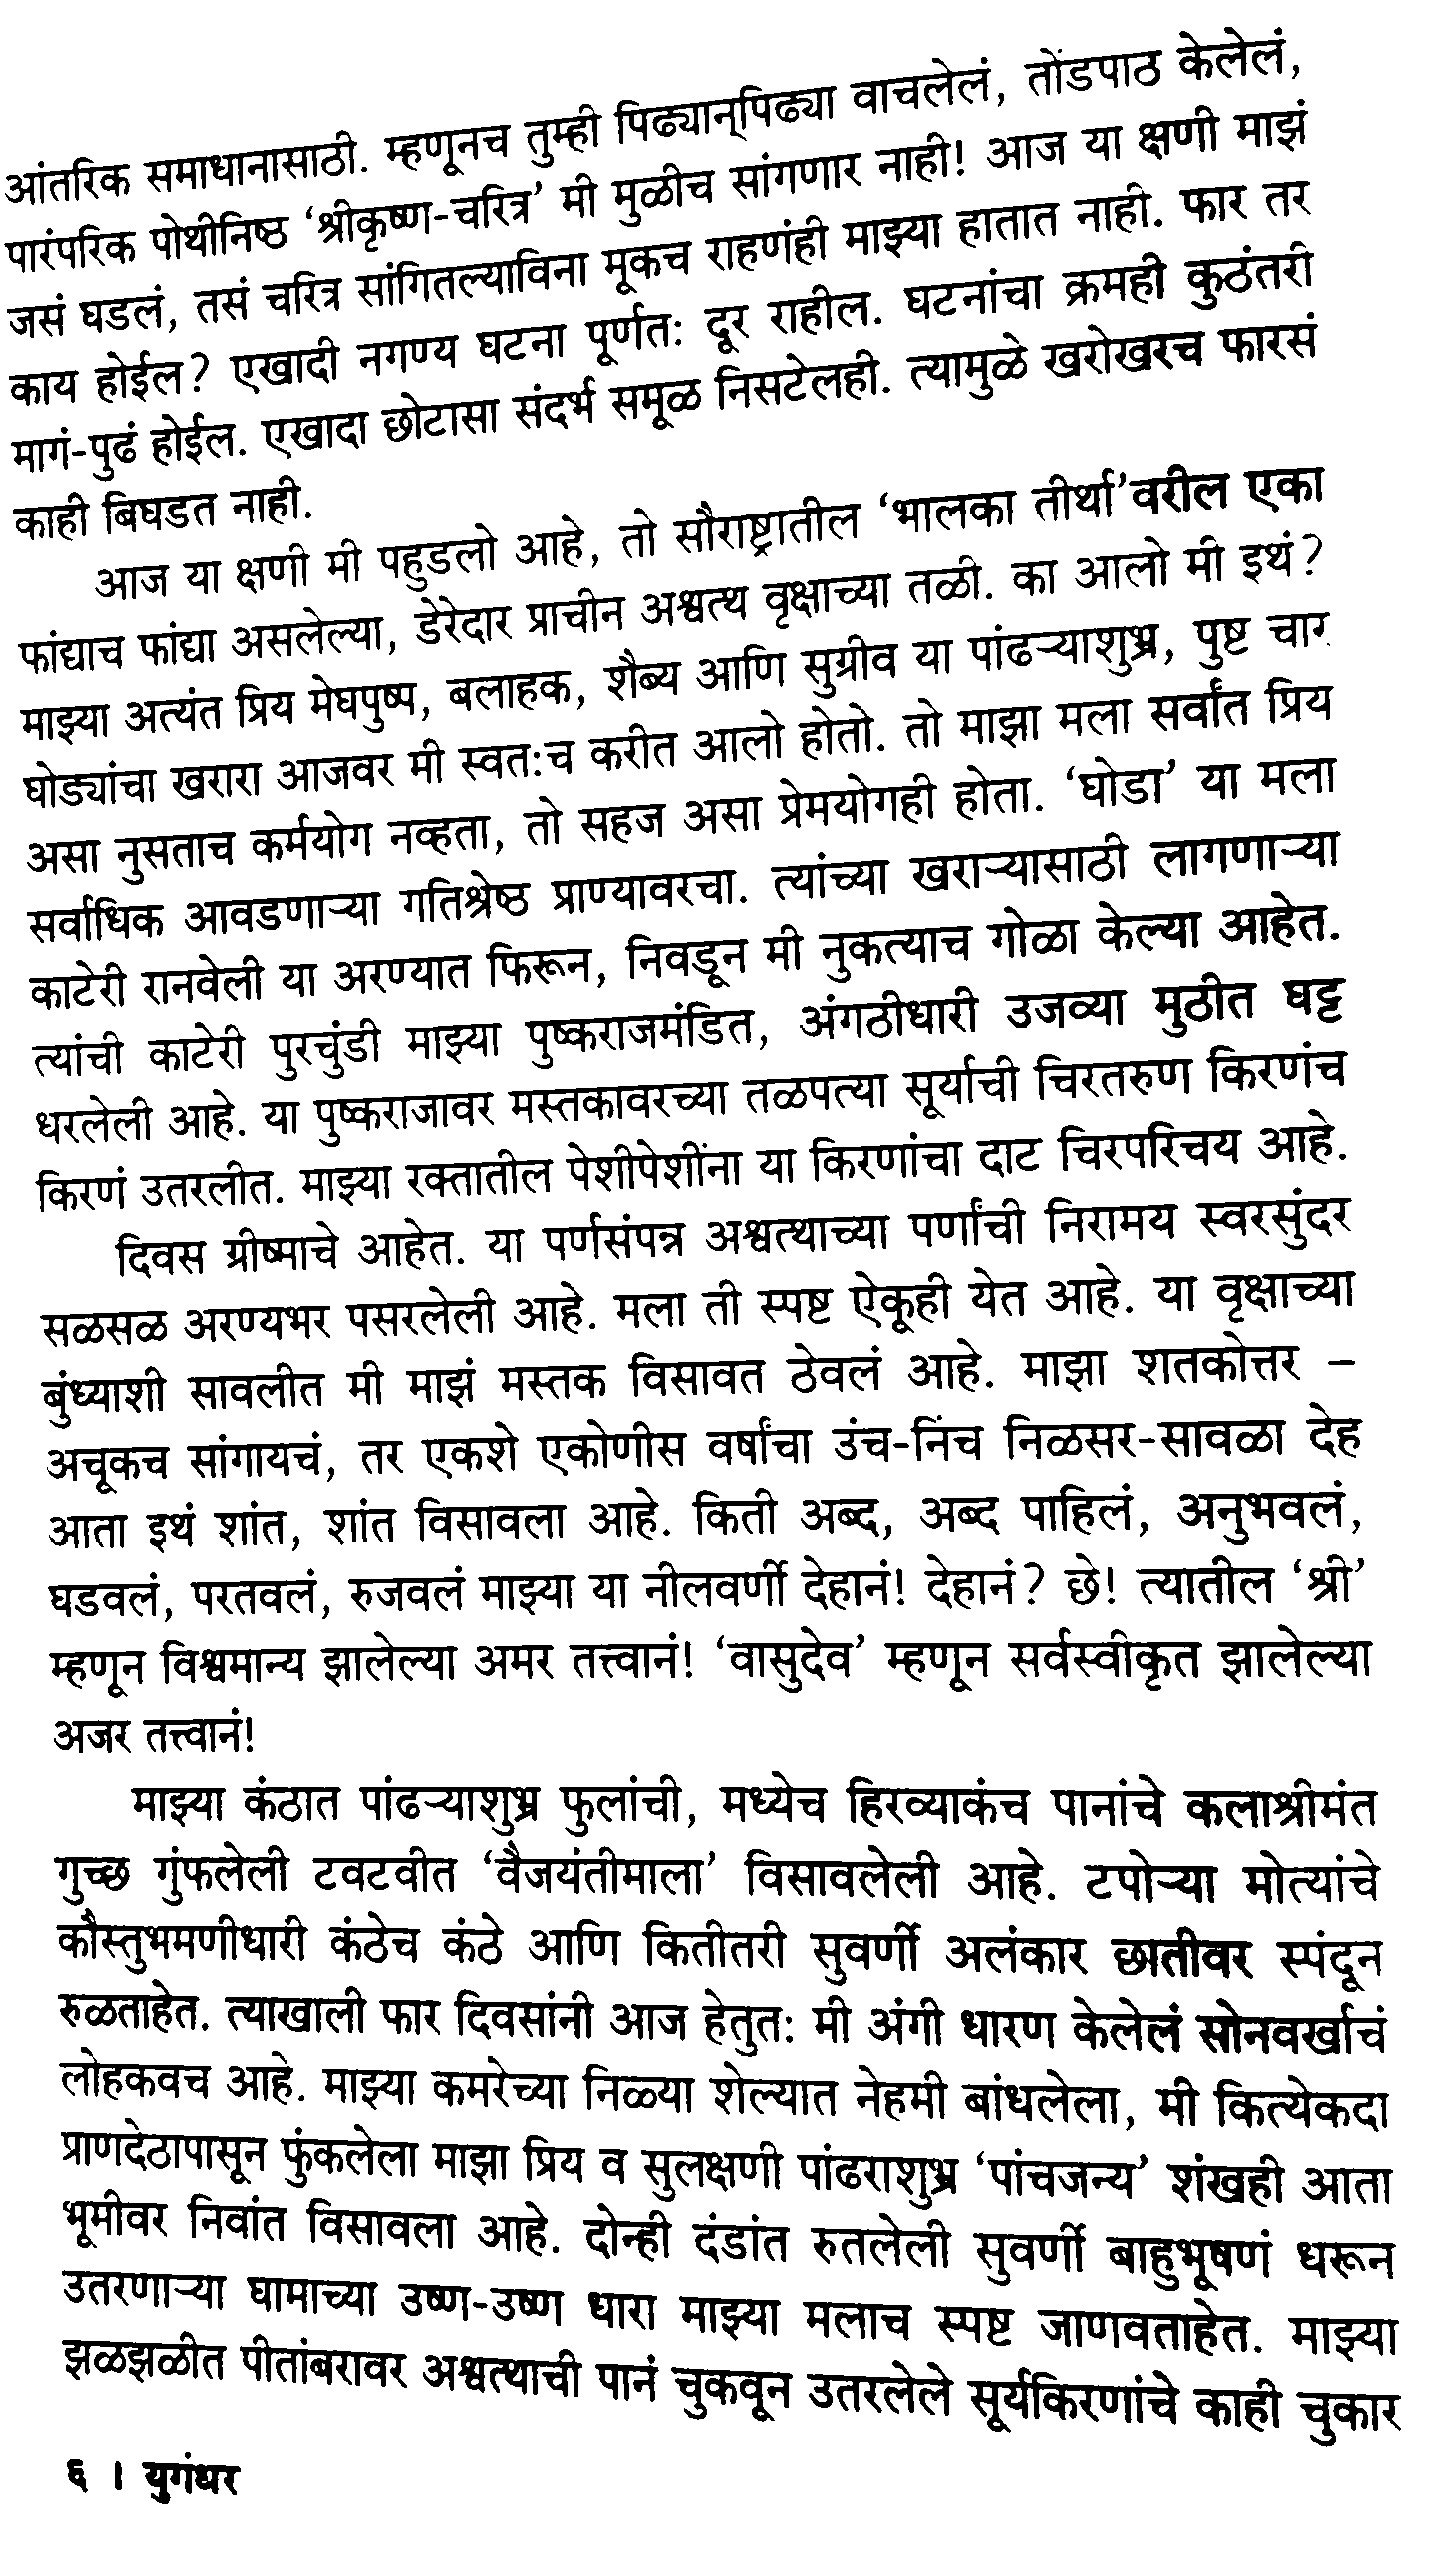 आंतरिक समाधानासाठी. म्हणूनच तुम्ही पिढ्यान्‌पिढ्या वाचलेलं, तोंडपाठ केलेलं,
पारंपरिक पोथीनिष्ठ ‘श्रीकृष्ण-चरित्र’ मी मुळीच सांगणार नाही! आज या क्षणी माझं
जसं घडलं, तसं चरित्र सांगितल्याविना मूकच राहणंही माझ्या हातात नाही. फार तर
काय होईल? एखादी नगण्य घटना पूर्णत: दूर राहील. घटनांचा क्रमही कुठंतरी
मागं-पुढं होईल. एखादा छोटासा संदर्भ समूळ निसटेलही. त्यामुळे खरोखरच फारसं
काही बिघडत नाही.
आज या क्षणी मी पहुडलो आहे, तो सौराष्ट्रातील ‘भालका तीर्था’वरील एका
फांद्याच फांद्या असलेल्या, डेरेदार प्राचीन अश्वत्थ वृक्षाच्या तळी. का आलो मी इथं?
माझ्या अत्यंत प्रिय मेघपुष्प, बलाहक, शैब्य आणि सुग्रीव या पांढऱ्याशुभ्र, पुष्ट चार
घोड्यांचा खरारा आजवर मी स्वत:च करीत आलो होतो. तो माझा मला सर्वांत प्रिय
असा नुसताच कर्मयोग नव्हता, तो सहज असा प्रेमयोगही होता. ‘घोडा’ या मला
सर्वाधिक आवडणाऱ्या गतिश्रेष्ठ प्राण्यावरचा. त्यांच्या खराऱ्यासाठी लागणाऱ्या
काटेरी रानवेली या अरण्यात फिरून, निवडून मी नुकत्याच गोळा केल्या आहेत.
त्यांची काटेरी पुरचुंडी माझ्या पुष्कराजमंडित, अंगठीधारी उजव्या मुठीत घट्ट
धरलेली आहे. या पुष्कराजावर मस्तकावरच्या तळपत्या सूर्याची चिरतरुण किरणंच
किरणं उतरलीत. माझ्या रक्तातील पेशीपेशींना या किरणांचा दाट चिरपरिचय आहे.
दिवस ग्रीष्माचे आहेत. या पर्णसंपन्न अश्वत्थाच्या पर्णांची निरामय स्वरसुंदर
सळसळ अरण्यभर पसरलेली आहे. मला ती स्पष्ट ऐकूही येत आहे. या वृक्षाच्या
बुंध्याशी सावलीत मी माझं मस्तक विसावत ठेवलं आहे. माझा शतकोत्तर –
अचूकच सांगायचं, तर एकशे एकोणीस वर्षांचा उंच-निंच निळसर-सावळा देह
आता इथं शांत, शांत विसावला आहे. किती अब्द, अब्द पाहिलं, अनुभवलं,
घडवलं, परतवलं, रुजवलं माझ्या या नीलवर्णी देहानं! देहानं? छे! त्यातील ‘श्री’
म्हणून विश्वमान्य झालेल्या अमर तत्त्वानं! ‘वासुदेव’ म्हणून सर्वस्वीकृत झालेल्या
अजर तत्त्वानं!
माझ्या कंठात पांढऱ्याशुभ्र फुलांची, मध्येच हिरव्याकंच पानांचे कलाश्रीमंत
गुच्छ गुंफलेली टवटवीत ‘वैजयंतीमाला’ विसावलेली आहे. टपोऱ्या मोत्यांचे
कौस्तुभमणीधारी कंठेच कंठे आणि कितीतरी सुवर्णी अलंकार छातीवर स्पंदून
रुळताहेत. त्याखाली फार दिवसांनी आज हेतुत: मी अंगी धारण केलेलं सोनवर्खाचं
लोहकवच आहे. माझ्या कमरेच्या निळ्या शेल्यात नेहमी बांधलेला, मी कित्येकदा
प्राणदेठापासून फुंकलेला माझा प्रिय व सुलक्षणी पांढराशुभ्र ‘पांचजन्य’ शंखही आता
भूमीवर निवांत विसावला आहे. दोन्ही दंडांत रुतलेली सुवर्णी बाहुभूषणं धरून
उतरणाऱ्या घामाच्या उष्ण-उष्ण धारा माझ्या मलाच स्पष्ट जाणवताहेत. माझ्या
झळझळीत पीतांबरावर अश्वत्थाची पानं चुकवून उतरलेले सूर्यकिरणांचे काही चुकार
६ । युगंधर